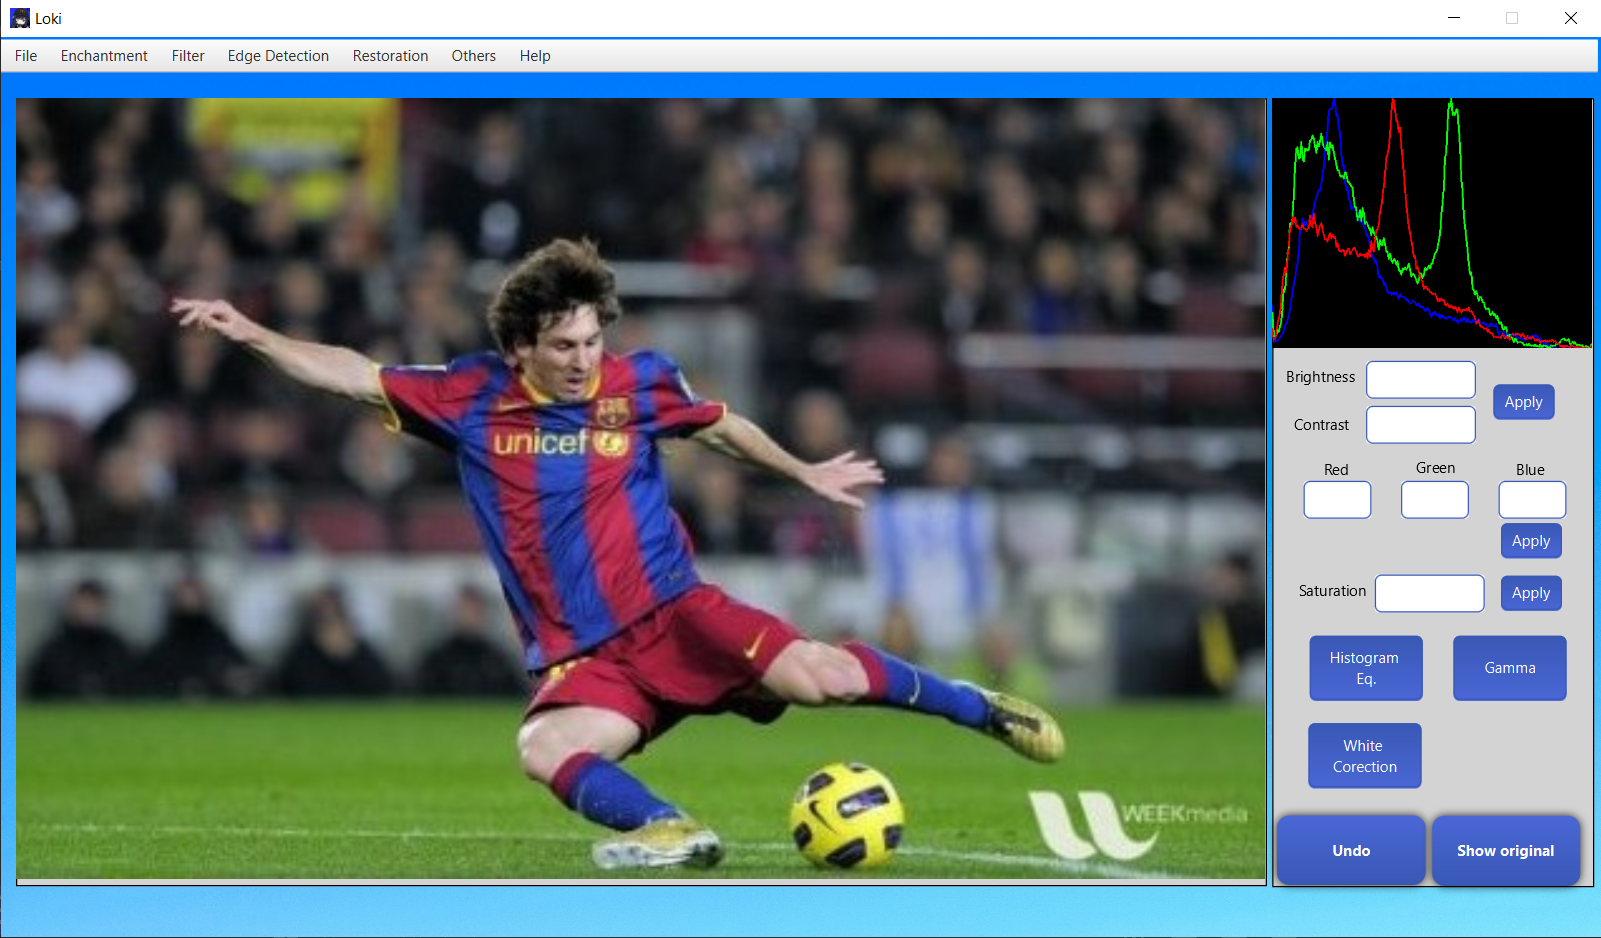 Loki
File Enchantment Filter Edge Detection Restoration Others Help
unicef
WEEKmedia
Brightness
Apply
Contrast
Red Green Blue
Apply
Saturation Apply
Histogram
Eq.
Gamma
White
Corection
Undo Show original